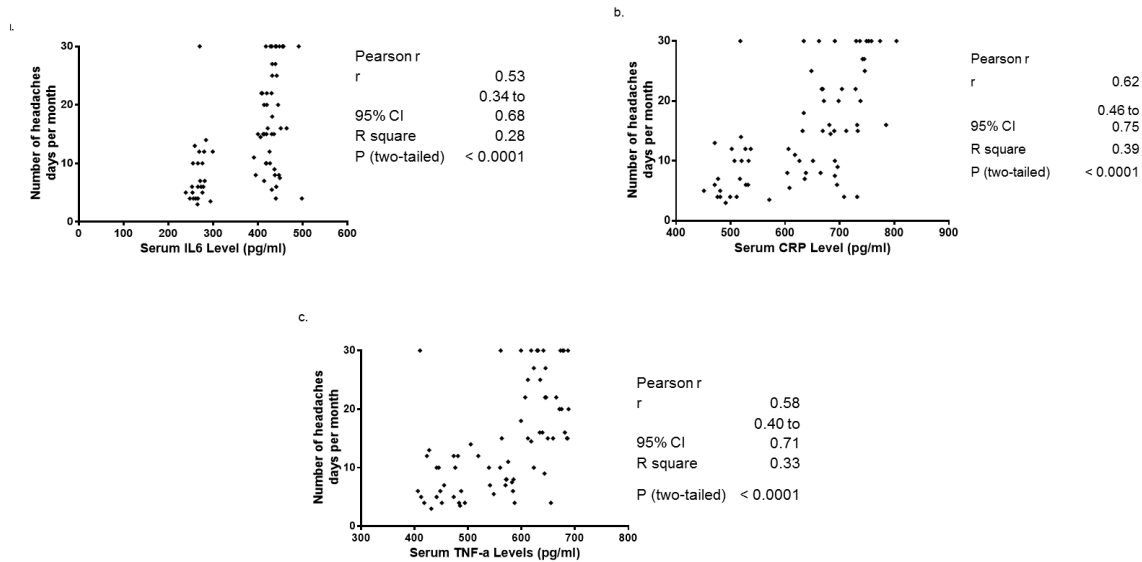 ı.
30
20
10
0
0
100
200
300
400
500
600
Number of headaches
days per month
Serum IL6 Level (pg/ml)
Pearson r
r 0.53
0.34 to
95% CI 0.68
R square 0.28
P (two-tailed) < 0.0001
b.
30
20
10
0
400
500
600
700
800
900
Number of headaches
days per month
Serum CRP Level (pg/ml)
Pearson r
r 0.62
0.46 to
95% CI 0.75
R square 0.39
P (two-tailed) < 0.0001
c.
30
20
10
0
300
400
500
600
700
800
Number of headaches
days per month
Serum TNF-a Levels (pg/ml)
Pearson r
r 0.58
0.40 to
95% CI 0.71
R square 0.33
P (two-tailed) < 0.0001